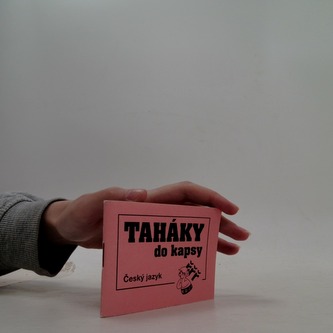 TAHÁKY
do kapsy
Český jazyk